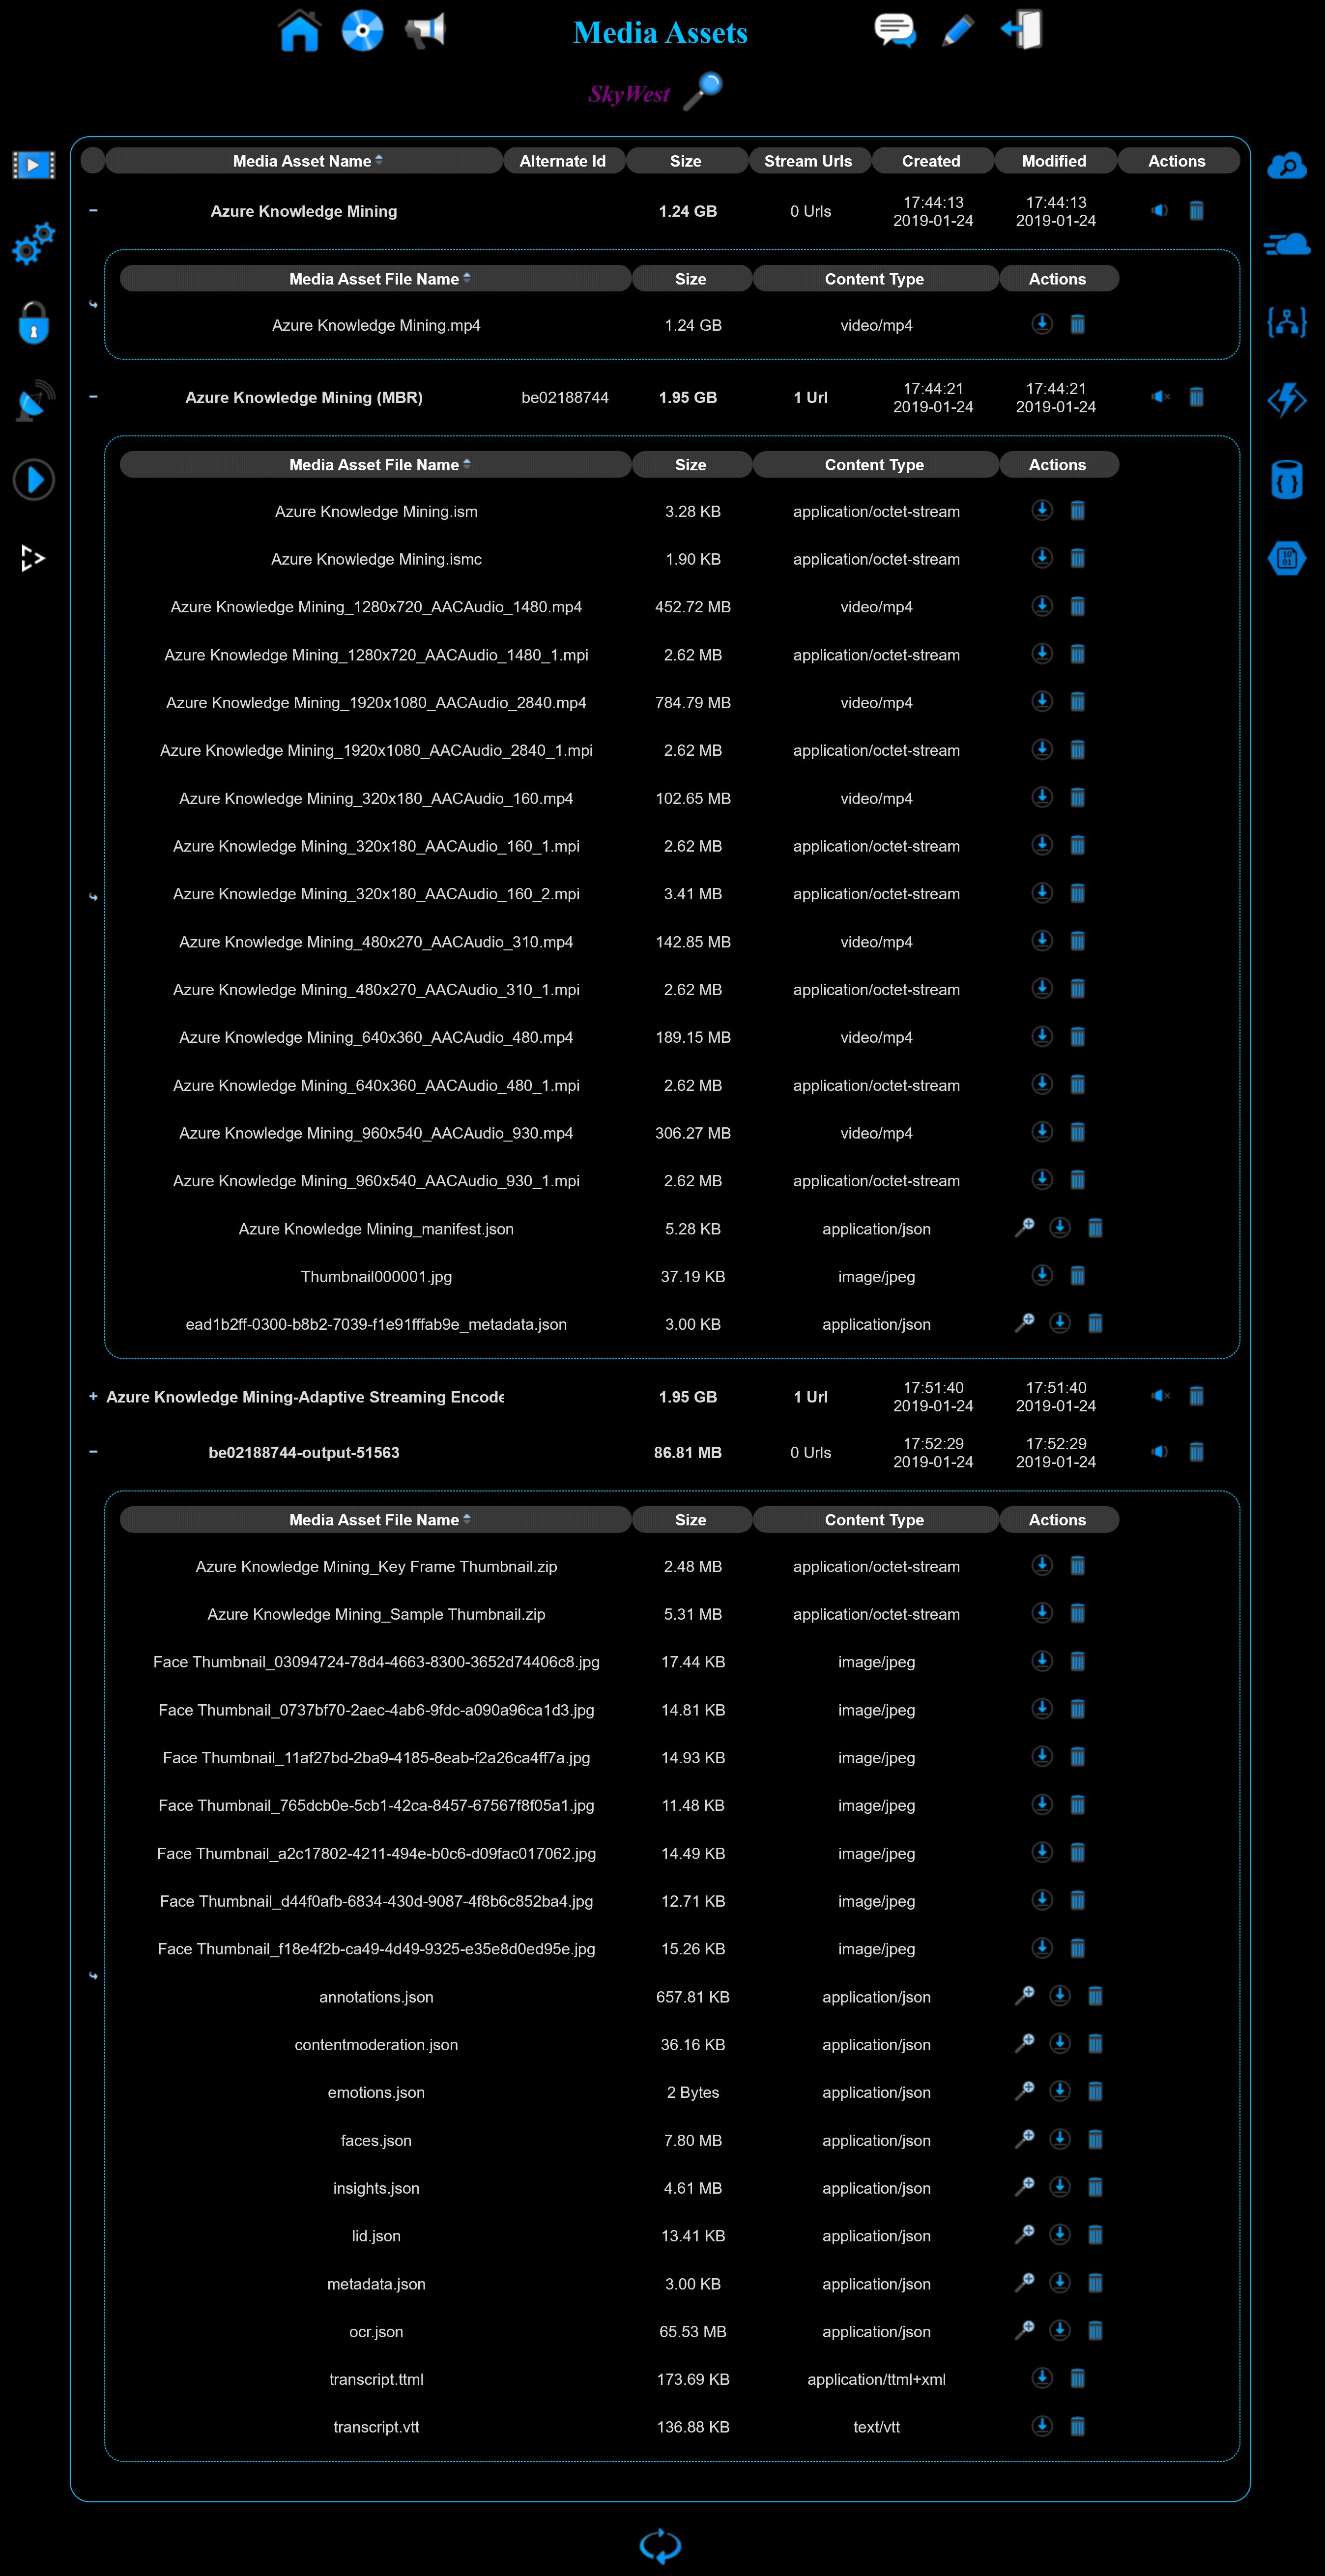 Media Assets
SkyWest
Media Asset Name Alternate Id Size Stream Urls Created Modified Actions
Azure Knowledge Mining 1.24 GB 0 Urls 17:44:13 2019-01-24 17:44:13 2019-01-24
Media Asset File Name Size Content Type Actions
Azure Knowledge Mining.mp4 1.24 GB video/mp4
Azure Knowledge Mining (MBR) be02188744 1.95 GB 1 Url 17:44:21 2019-01-24 17:44:21 2019-01-24
Media Asset File Name Size Content Type Actions
Azure Knowledge Mining.ism 3.28 KB application/octet-stream
Azure Knowledge Mining.ismc 1.90 KB application/octet-stream
Azure Knowledge Mining_1280x720_AACAudio_1480.mp4 452.72 MB video/mp4
Azure Knowledge Mining_1280x720_AACAudio_1480_1.mpi 2.62 MB application/octet-stream
Azure Knowledge Mining_1920x1080_AACAudio_2840.mp4 784.79 MB video/mp4
Azure Knowledge Mining_1920x1080_AACAudio_2840_1.mpi 2.62 MB application/octet-stream
Azure Knowledge Mining_320x180_AACAudio_160.mp4 102.65 MB video/mp4
Azure Knowledge Mining_320x180_AACAudio_160_1.mpi 2.62 MB application/octet-stream
Azure Knowledge Mining_320x180_AACAudio_160_2.mpi 3.41 MB application/octet-stream
Azure Knowledge Mining_480x270_AACAudio_310.mp4 142.85 MB video/mp4
Azure Knowledge Mining_480x270_AACAudio_310_1.mpi 2.62 MB application/octet-stream
Azure Knowledge Mining_640x360_AACAudio_480.mp4 189.15 MB video/mp4
Azure Knowledge Mining_640x360_AACAudio_480_1.mpi 2.62 MB application/octet-stream
Azure Knowledge Mining_960x540_AACAudio_930.mp4 306.27 MB video/mp4
Azure Knowledge Mining_960x540_AACAudio_930_1.mpi 2.62 MB application/octet-stream
Azure Knowledge Mining_manifest.json 5.28 KB application/json
Thumbnail000001.jpg 37.19 KB image/jpeg
ead1b2ff-0300-b8b2-7039-f1e91fffab9e_metadata.json 3.00 KB application/json
Azure Knowledge Mining-Adaptive Streaming Encode 1.95 GB 1 Url 17:51:40 2019-01-24 17:51:40 2019-01-24
be02188744-output-51563 86.81 MB 0 Urls 17:52:29 2019-01-24 17:52:29 2019-01-24
Media Asset File Name Size Content Type Actions
Azure Knowledge Mining_Key Frame Thumbnail.zip 2.48 MB application/octet-stream
Azure Knowledge Mining_Sample Thumbnail.zip 5.31 MB application/octet-stream
Face Thumbnail_03094724-78d4-4663-8300-3652d74406c8.jpg 17.44 KB image/jpeg
Face Thumbnail_0737bf70-2aec-4ab6-9fdc-a090a96ca1d3.jpg 14.81 KB image/jpeg
Face Thumbnail_11af27bd-2ba9-4185-8eab-f2a26ca4ff7a.jpg 14.93 KB image/jpeg
Face Thumbnail_765dcb0e-5cb1-42ca-8457-67567f8f05a1.jpg 11.48 KB image/jpeg
Face Thumbnail_a2c17802-4211-494e-b0c6-d09fac017062.jpg 14.49 KB image/jpeg
Face Thumbnail_d44f0afb-6834-430d-9087-4f8b6c852ba4.jpg 12.71 KB image/jpeg
Face Thumbnail_f18e4f2b-ca49-4d49-9325-e35e8d0ed95e.jpg 15.26 KB image/jpeg
annotations.json 657.81 KB application/json
contentmoderation.json 36.16 KB application/json
emotions.json 2 Bytes application/json
faces.json 7.80 MB application/json
insights.json 4.61 MB application/json
lid.json 13.41 KB application/json
metadata.json 3.00 KB application/json
ocr.json 65.53 MB application/json
transcript.ttml 173.69 KB application/ttml+xml
transcript.vtt 136.88 KB text/vtt